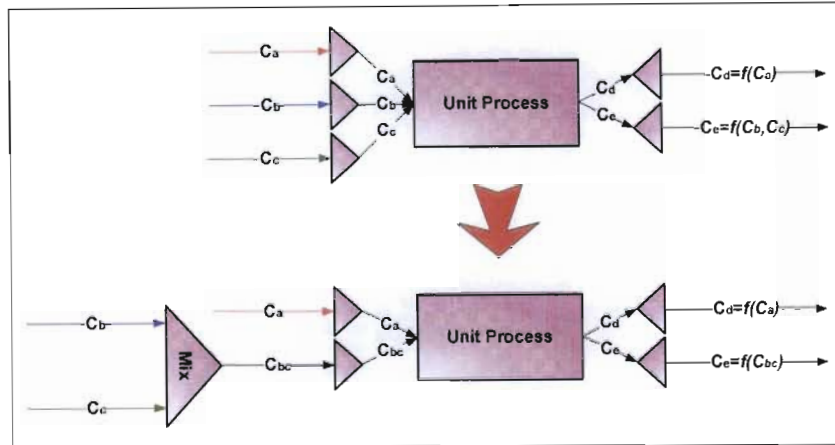 Ca
Ca
Cb
Cb
Cc
Cc
Unit Process
Cd
Cd=f(Ca)
Ce
Ce=f(Cb,Cc)
Cb
Cc
Mix
Cbc
Ca
Ca
Cbc
Unit Process
Cd
Cd=f(Ca)
Ce
Ce=f(Cbc)